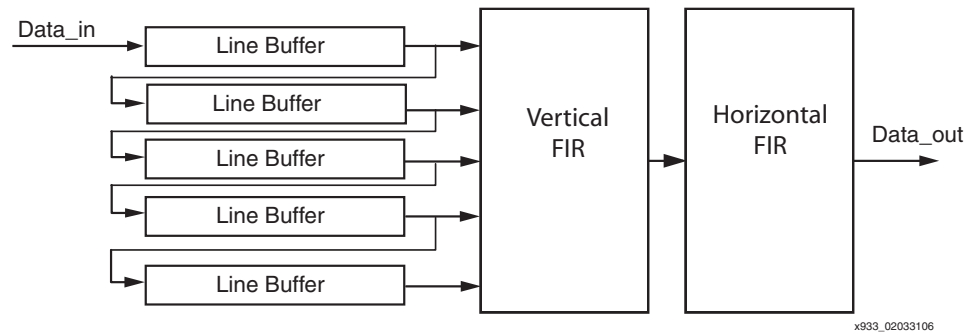 Data_in
Line Buffer
Line Buffer
Line Buffer
Line Buffer
Line Buffer
Vertical
FIR
Horizontal
FIR
Data_out
x933_02033106